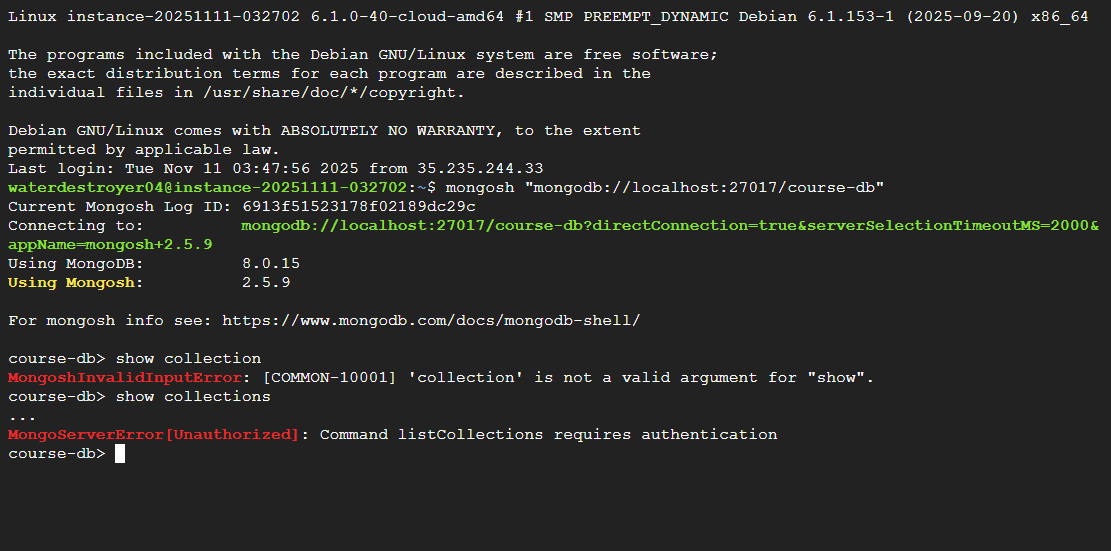 Linux instance-20251111-032702 6.1.0-40-cloud-amd64 #1 SMP PREEMPT_DYNAMIC Debian 6.1.153-1 (2025-09-20) x86_64
The programs included with the Debian GNU/Linux system are free software;
the exact distribution terms for each program are described in the
individual files in /usr/share/doc/*/copyright.
Debian GNU/Linux comes with ABSOLUTELY NO WARRANTY, to the extent
permitted by applicable law.
Last login: Tue Nov 11 03:47:56 2025 from 35.235.244.33
waterdestroyer04@instance-20251111-032702:~$ mongosh "mongodb://localhost:27017/course-db"
Current Mongosh Log ID: 6913f51523178f02189dc29c
Connecting to: mongodb://localhost:27017/course-db?directConnection=true&serverSelectionTimeoutMS=2000&
appName=mongosh+2.5.9
Using MongoDB: 8.0.15
Using Mongosh: 2.5.9
For mongosh info see: https://www.mongodb.com/docs/mongodb-shell/
course-db> show collection
MongoshInvalidInputError: [COMMON-10001] 'collection' is not a valid argument for "show".
course-db> show collections
...
MongoServerError[Unauthorized]: Command listCollections requires authentication
course-db>